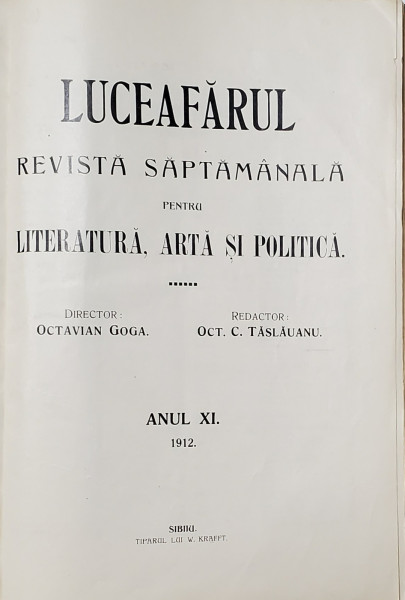 LUCEAFĂRUL
REVISTĂ SĂPTĂMÂNALĂ
PENTRU
LITERATURĂ, ARTĂ ȘI POLITICĂ.
DIRECTOR:
OCTAVIAN GOGA.
REDACTOR:
OCT. C. TĂSLĂUANU.
ANUL XI.
1912.
SIBIIU.
TIPARUL LUI W. KRAFFT.